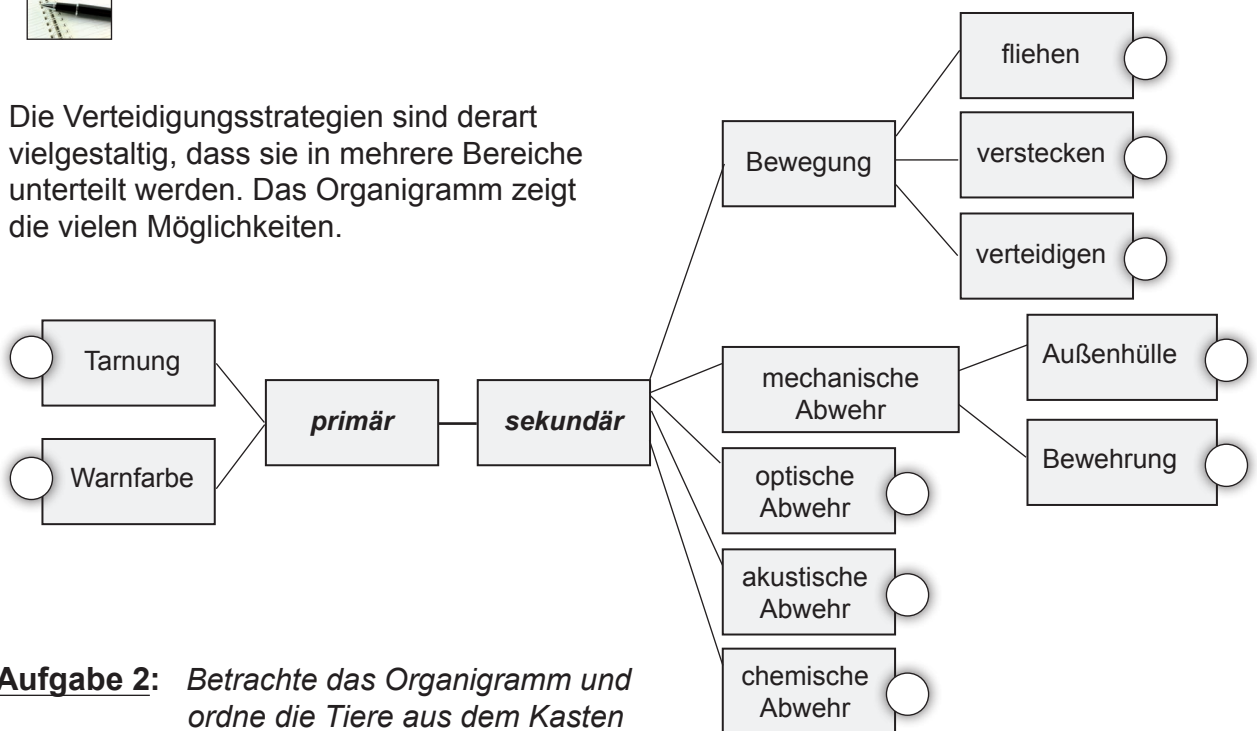 Die Verteidigungsstrategien sind derart
vielgestaltig, dass sie in mehrere Bereiche
unterteilt werden. Das Organigramm zeigt
die vielen Möglichkeiten.
Tarnung
Warnfarbe
primär
sekundär
Bewegung
fliehen
verstecken
verteidigen
mechanische
Abwehr
Außenhülle
Bewehrung
optische
Abwehr
akustische
Abwehr
chemische
Abwehr
Aufgabe 2: Betrachte das Organigramm und
ordne die Tiere aus dem Kasten